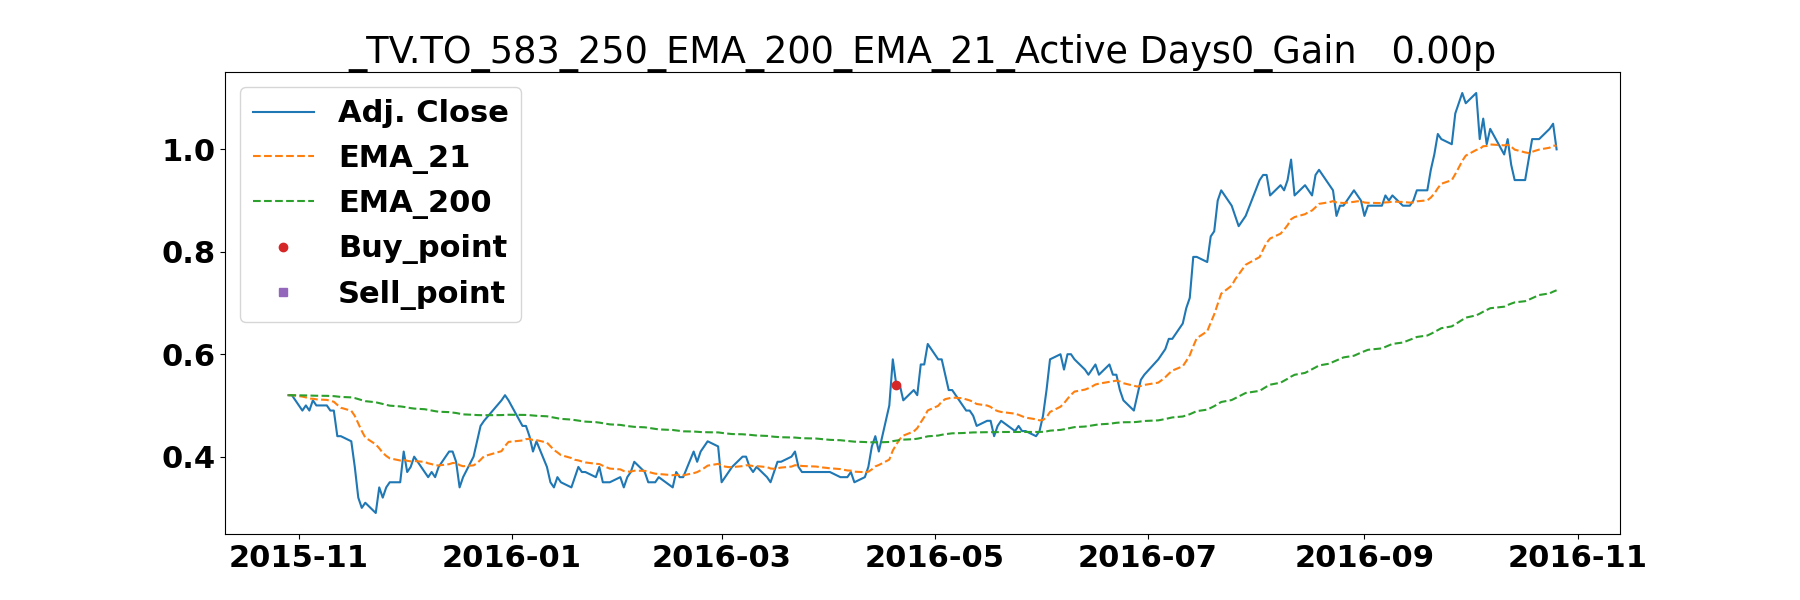 _TV.TO_583_250_EMA_200_EMA_21_Active Days0_Gain   0.00p
Adj. Close
EMA_21
EMA_200
Buy_point
Sell_point
1.0
0.8
0.6
0.4
2015-11 2016-01 2016-03 2016-05 2016-07 2016-09 2016-11